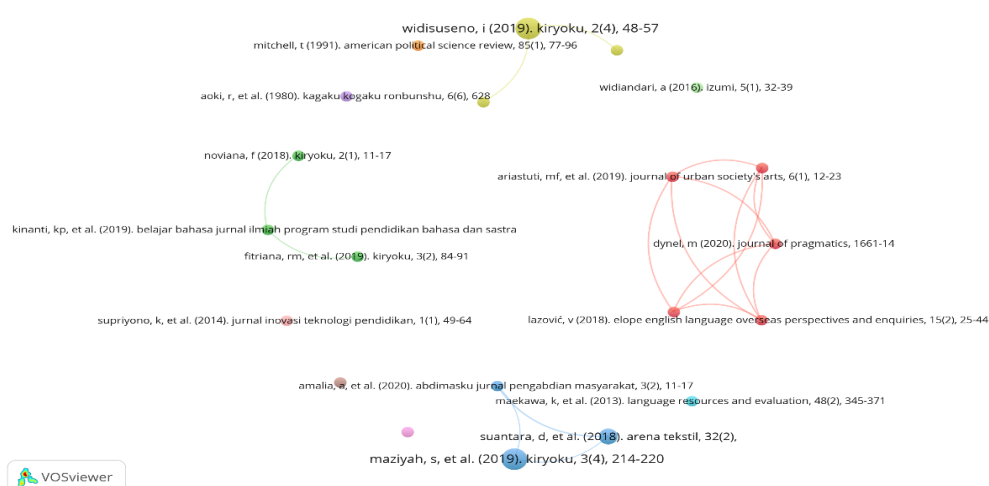 widisuseno, i (2019). kiryoku, 2(4), 48-57
mitchell, t (1991). american political science review, 85(1), 77-96
widiandari, a (2016). izumi, 5(1), 32-39
aoki, r, et al. (1980). kagaku kogaku ronbunshu, 6(6), 628
noviana, f (2018). kiryoku, 2(1), 11-17
ariastuti, mf, et al. (2019). journal of urban society's arts, 6(1), 12-23
kinanti, kp, et al. (2019). belajar bahasa jurnal ilmiah program studi pendidikan bahasa dan sastra
dynel, m (2020). journal of pragmatics, 1661-14
fitriana, rm, et al. (2019). kiryoku, 3(2), 84-91
supriyono, k, et al. (2014). jurnal inovasi teknologi pendidikan, 1(1), 49-64
lazović, v (2018). elope english language overseas perspectives and enquiries, 15(2), 25-44
amalia, a, et al. (2020). abdimasku jurnal pengabdian masyarakat, 3(2), 11-17
maekawa, k, et al. (2013). language resources and evaluation, 48(2), 345-371
suantara, d, et al. (2018). arena tekstil, 32(2),
maziyah, s, et al. (2019). kiryoku, 3(4), 214-220
VOSviewer